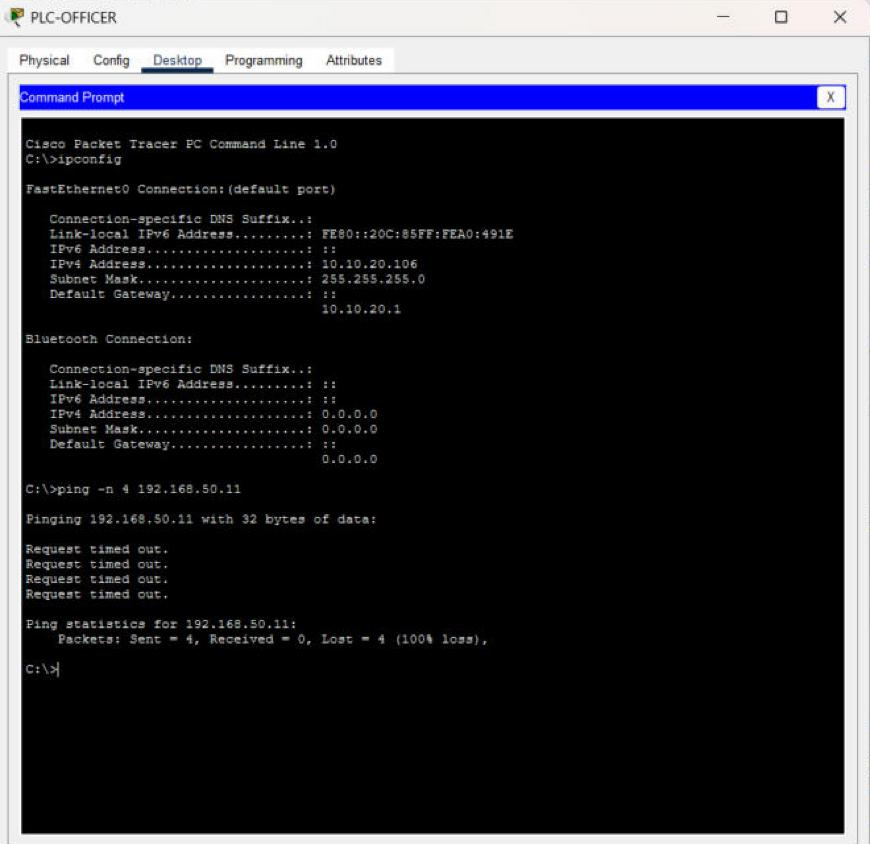 PLC-OFFICER
Physical Config Desktop Programming Attributes
Command Prompt X
Cisco Packet Tracer PC Command Line 1.0
C:\>ipconfig
FastEthernet0 Connection:(default port)
Connection-specific DNS Suffix..:
Link-local IPv6 Address.........: FE80::20C:85FF:FEA0:491E
IPv6 Address....................: ::
IPv4 Address....................: 10.10.20.106
Subnet Mask.....................: 255.255.255.0
Default Gateway.................: ::
10.10.20.1
Bluetooth Connection:
Connection-specific DNS Suffix..:
Link-local IPv6 Address.........: ::
IPv6 Address....................: ::
IPv4 Address....................: 0.0.0.0
Subnet Mask.....................: 0.0.0.0
Default Gateway.................: ::
0.0.0.0
C:\>ping -n 4 192.168.50.11
Pinging 192.168.50.11 with 32 bytes of data:
Request timed out.
Request timed out.
Request timed out.
Request timed out.
Ping statistics for 192.168.50.11:
Packets: Sent = 4, Received = 0, Lost = 4 (100% loss),
C:\>